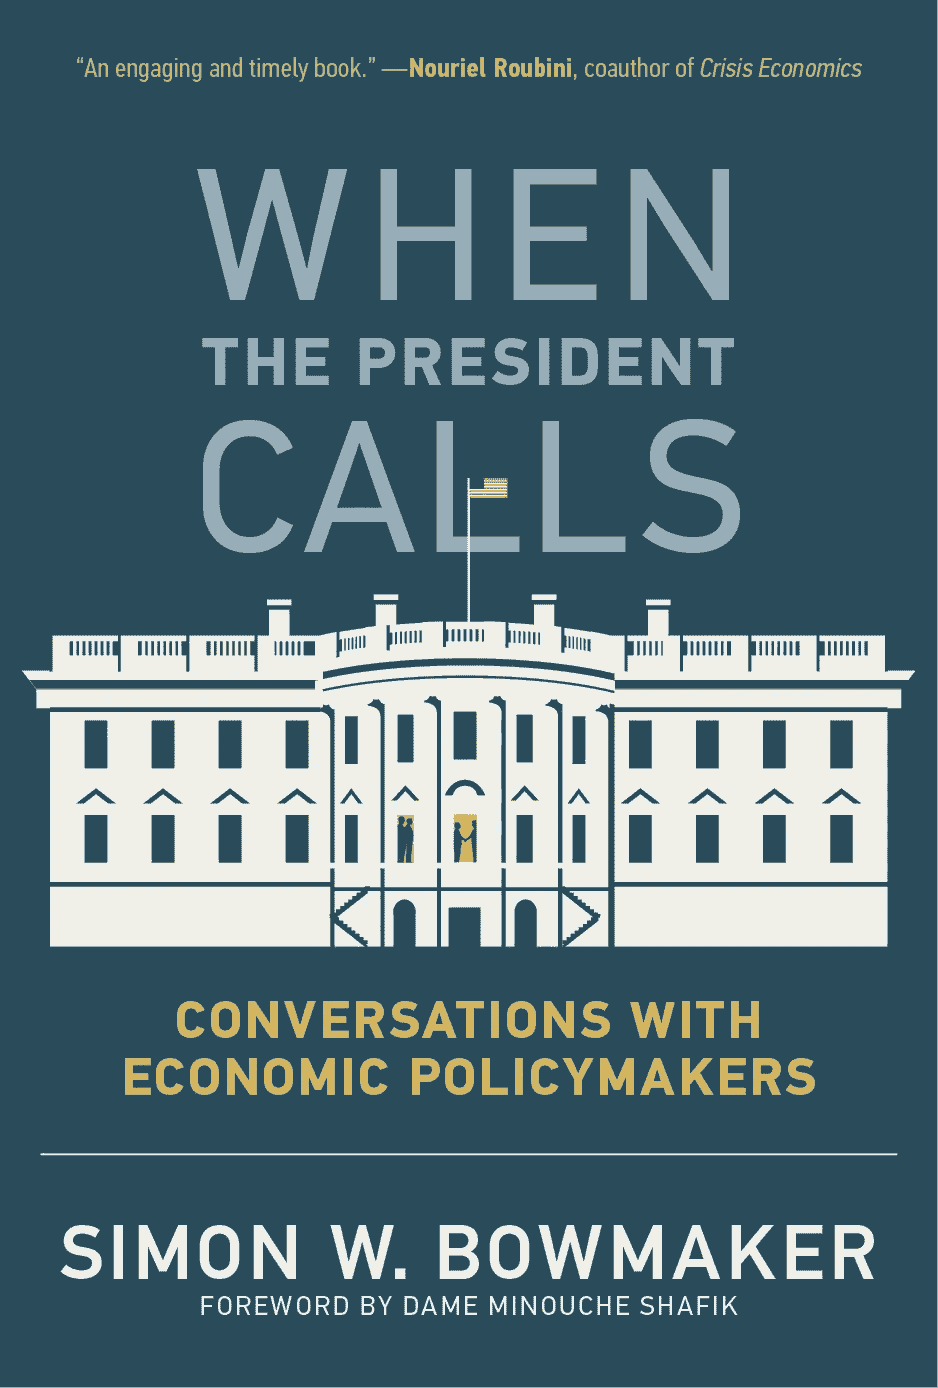 “An engaging and timely book.” —Nouriel Roubini, coauthor of Crisis Economics
WHEN
THE PRESIDENT
CALLS
CONVERSATIONS WITH
ECONOMIC POLICYMAKERS
SIMON W. BOWMAKER
FOREWORD BY DAME MINOUCHE SHAFIK